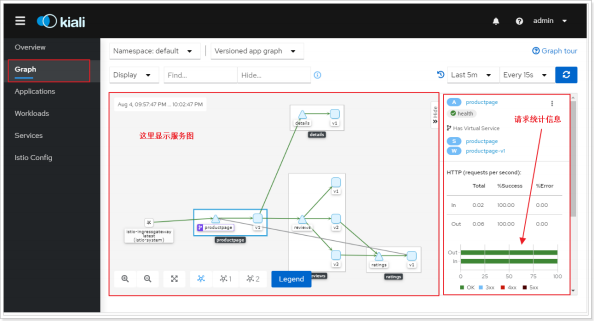 kiali
admin
Overview
Graph
Applications
Workloads
Services
Istio Config
Namespace: default
Versioned app graph
Graph tour
Display
Find...
Hide...
Last 5m
Every 15s
Aug 4, 09:57:47 PM ... 10:02:47 PM
Hide
这里显示服务图
details
v1
details
v1
reviews
v2
v3
reviews
istio-ingressgateway
latest
(istio-system)
productpage
v1
productpage
ratings
v1
ratings
1
2
Legend
A productpage
health
请求统计信息
Has Virtual Service
S productpage
W productpage-v1
HTTP (requests per second):
Total %Success %Error
In 0.02 100.00 0.00
Out 0.06 100.00 0.00
Out
In
0 25 50 75 100
OK 3xx 4xx 5xx